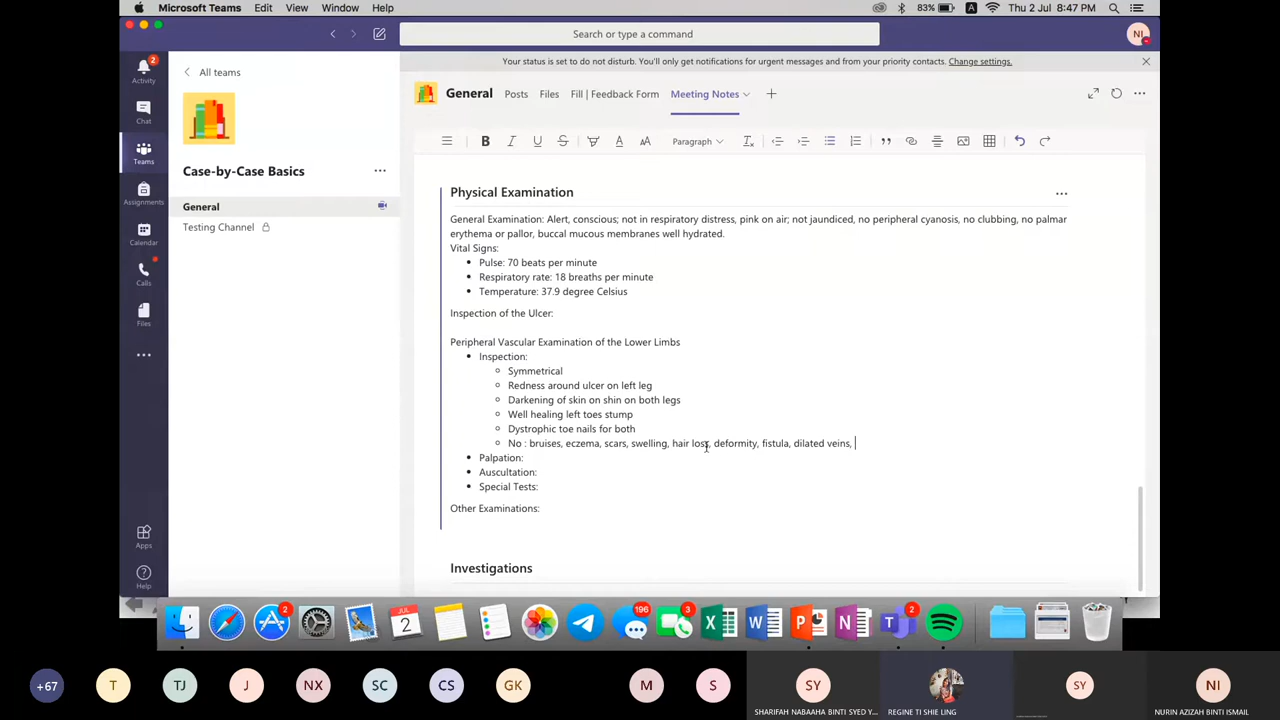 Microsoft Teams Edit View Window Help
83% A Thu 2 Jul 8:47 PM
Search or type a command
NI
Your status is set to do not disturb. You'll only get notifications for urgent messages and from your priority contacts. Change settings.
2
Activity
Chat
Teams
Assignments
Calendar
Calls
Files
Apps
Help
All teams
Case-by-Case Basics
General
Testing Channel
General Posts Files Fill | Feedback Form Meeting Notes
B I U S A AA Paragraph
Physical Examination
General Examination: Alert, conscious; not in respiratory distress, pink on air; not jaundiced, no peripheral cyanosis, no clubbing, no palmar
erythema or pallor, buccal mucous membranes well hydrated.
Vital Signs:
Pulse: 70 beats per minute
Respiratory rate: 18 breaths per minute
Temperature: 37.9 degree Celsius
Inspection of the Ulcer:
Peripheral Vascular Examination of the Lower Limbs
Inspection:
Symmetrical
Redness around ulcer on left leg
Darkening of skin on shin on both legs
Well healing left toes stump
Dystrophic toe nails for both
No : bruises, eczema, scars, swelling, hair loss, deformity, fistula, dilated veins,
Palpation:
Auscultation:
Special Tests:
Other Examinations:
Investigations
2 JUL 2 196 3 X W P N T 2
+67 T TJ J NX SC CS GK M S SY SY NI
SHARIFAH NABAAHA BINTI SYED Y... REGINE TI SHIE LING NURIN AZIZAH BINTI ISMAIL